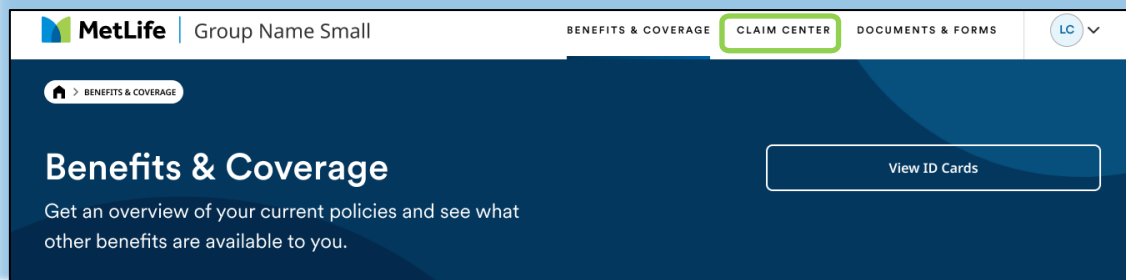 MetLife | Group Name Small
BENEFITS & COVERAGE
CLAIM CENTER
DOCUMENTS & FORMS
LC
> BENEFITS & COVERAGE
Benefits & Coverage
View ID Cards
Get an overview of your current policies and see what
other benefits are available to you.